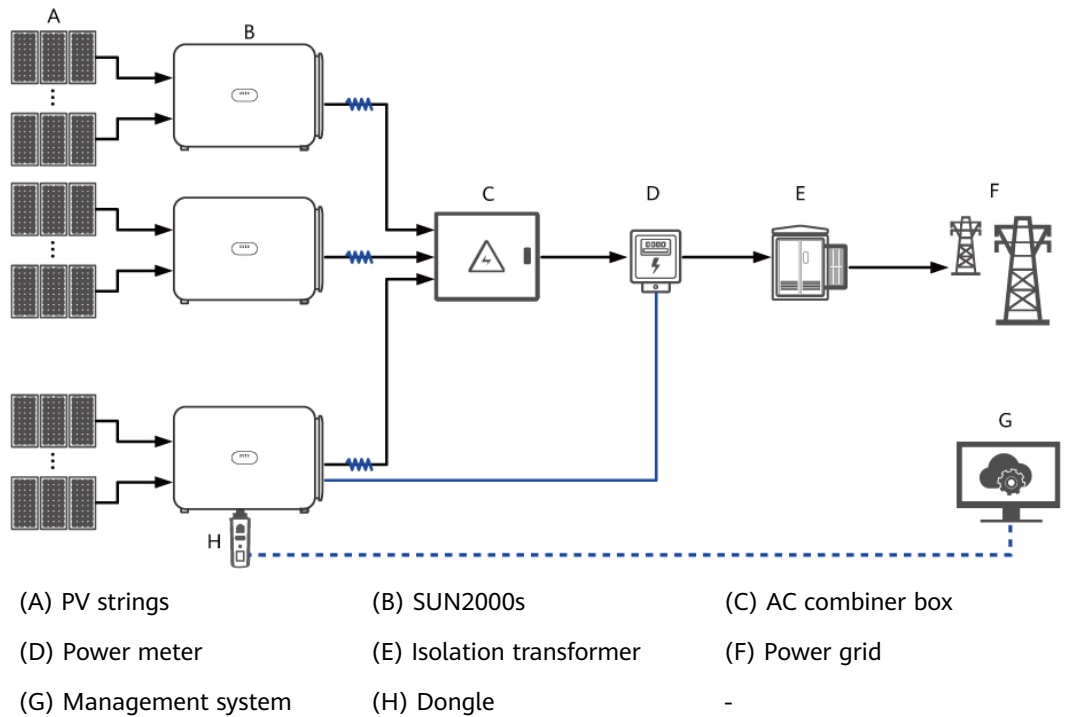 A
B
C
D
E
F
G
H
(A) PV strings
(B) SUN2000s
(C) AC combiner box
(D) Power meter
(E) Isolation transformer
(F) Power grid
(G) Management system
(H) Dongle
-